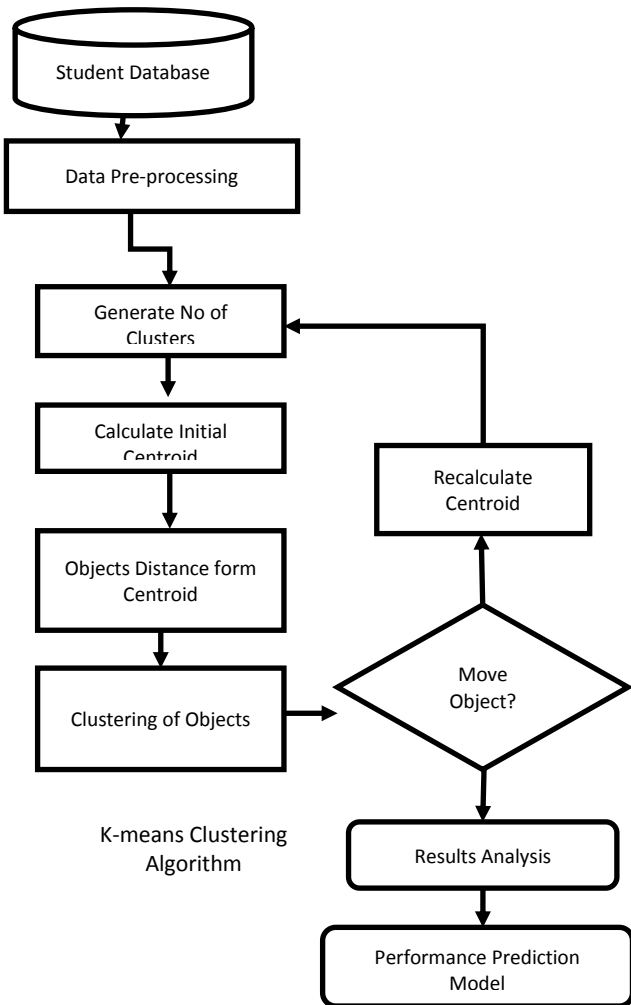 Student Database
Data Pre-processing
Generate No of
Clusters
Calculate Initial
Centroid
Objects Distance form
Centroid
Clustering of Objects
Recalculate
Centroid
Move
Object?
K-means Clustering
Algorithm
Results Analysis
Performance Prediction
Model